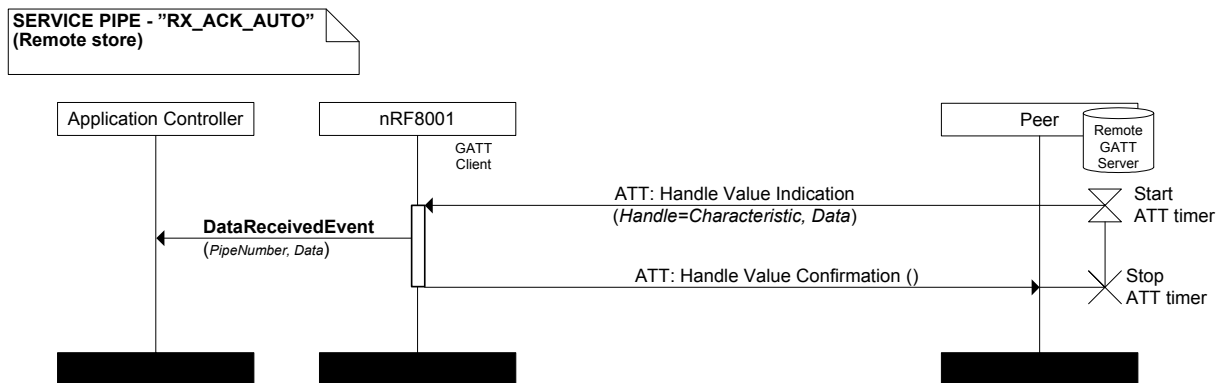 SERVICE PIPE - ”RX_ACK_AUTO”
(Remote store)
Application Controller
nRF8001
Peer
Remote
GATT
Server
GATT
Client
ATT: Handle Value Indication
(Handle=Characteristic, Data)
Start
ATT timer
DataReceivedEvent
(PipeNumber, Data)
ATT: Handle Value Confirmation ()
Stop
ATT timer